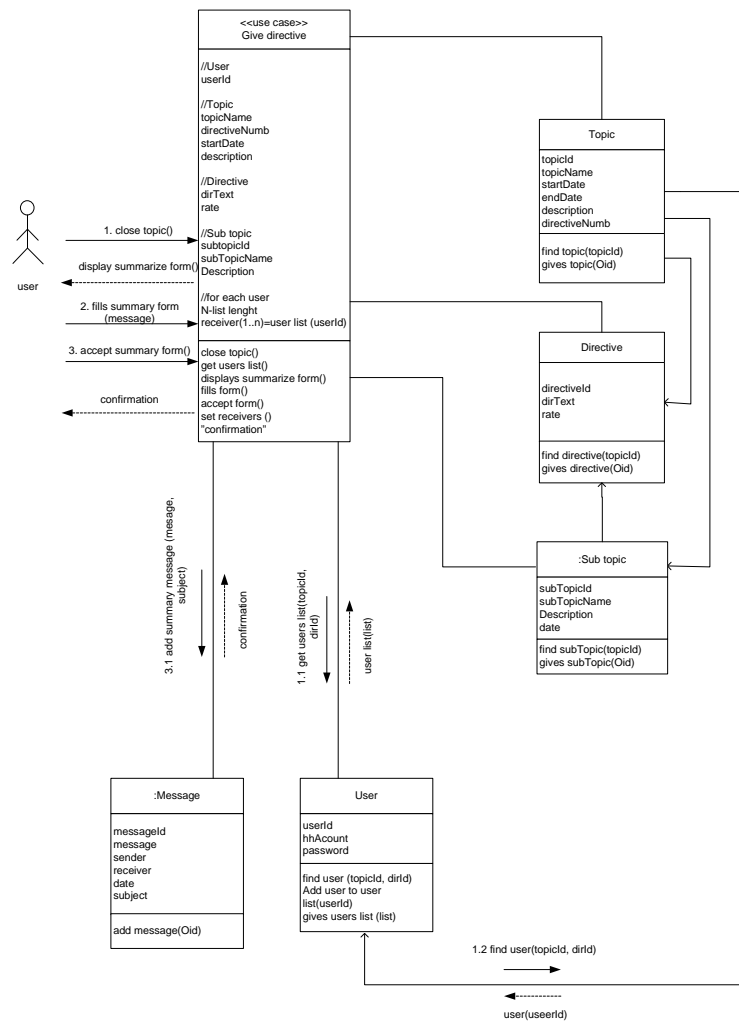 <<use case>>
Give directive
//User
userId
//Topic
topicName
directiveNumb
startDate
description
//Directive
dirText
rate
//Sub topic
subtopicId
subTopicName
Description
//for each user
N-list lenght
receiver(1..n)=user list (userId)
close topic()
get users list()
displays summarize form()
fills form()
accept form()
set receivers ()
"confirmation"
user
1. close topic()
display summarize form()
2. fills summary form
(message)
3. accept summary form()
confirmation
Topic
topicId
topicName
startDate
endDate
description
directiveNumb
find topic(topicId)
gives topic(Oid)
Directive
directiveId
dirText
rate
find directive(topicId)
gives directive(Oid)
:Sub topic
subTopicId
subTopicName
Description
date
find subTopic(topicId)
gives subTopic(Oid)
3.1 add summary message (mesage,
subject)
confirmation
1.1 get users list(topicId,
dirId)
user list(list)
:Message
messageId
message
sender
receiver
date
subject
add message(Oid)
User
userId
hhAcount
password
find user (topicId, dirId)
Add user to user
list(userId)
gives users list (list)
1.2 find user(topicId, dirId)
user(useerId)